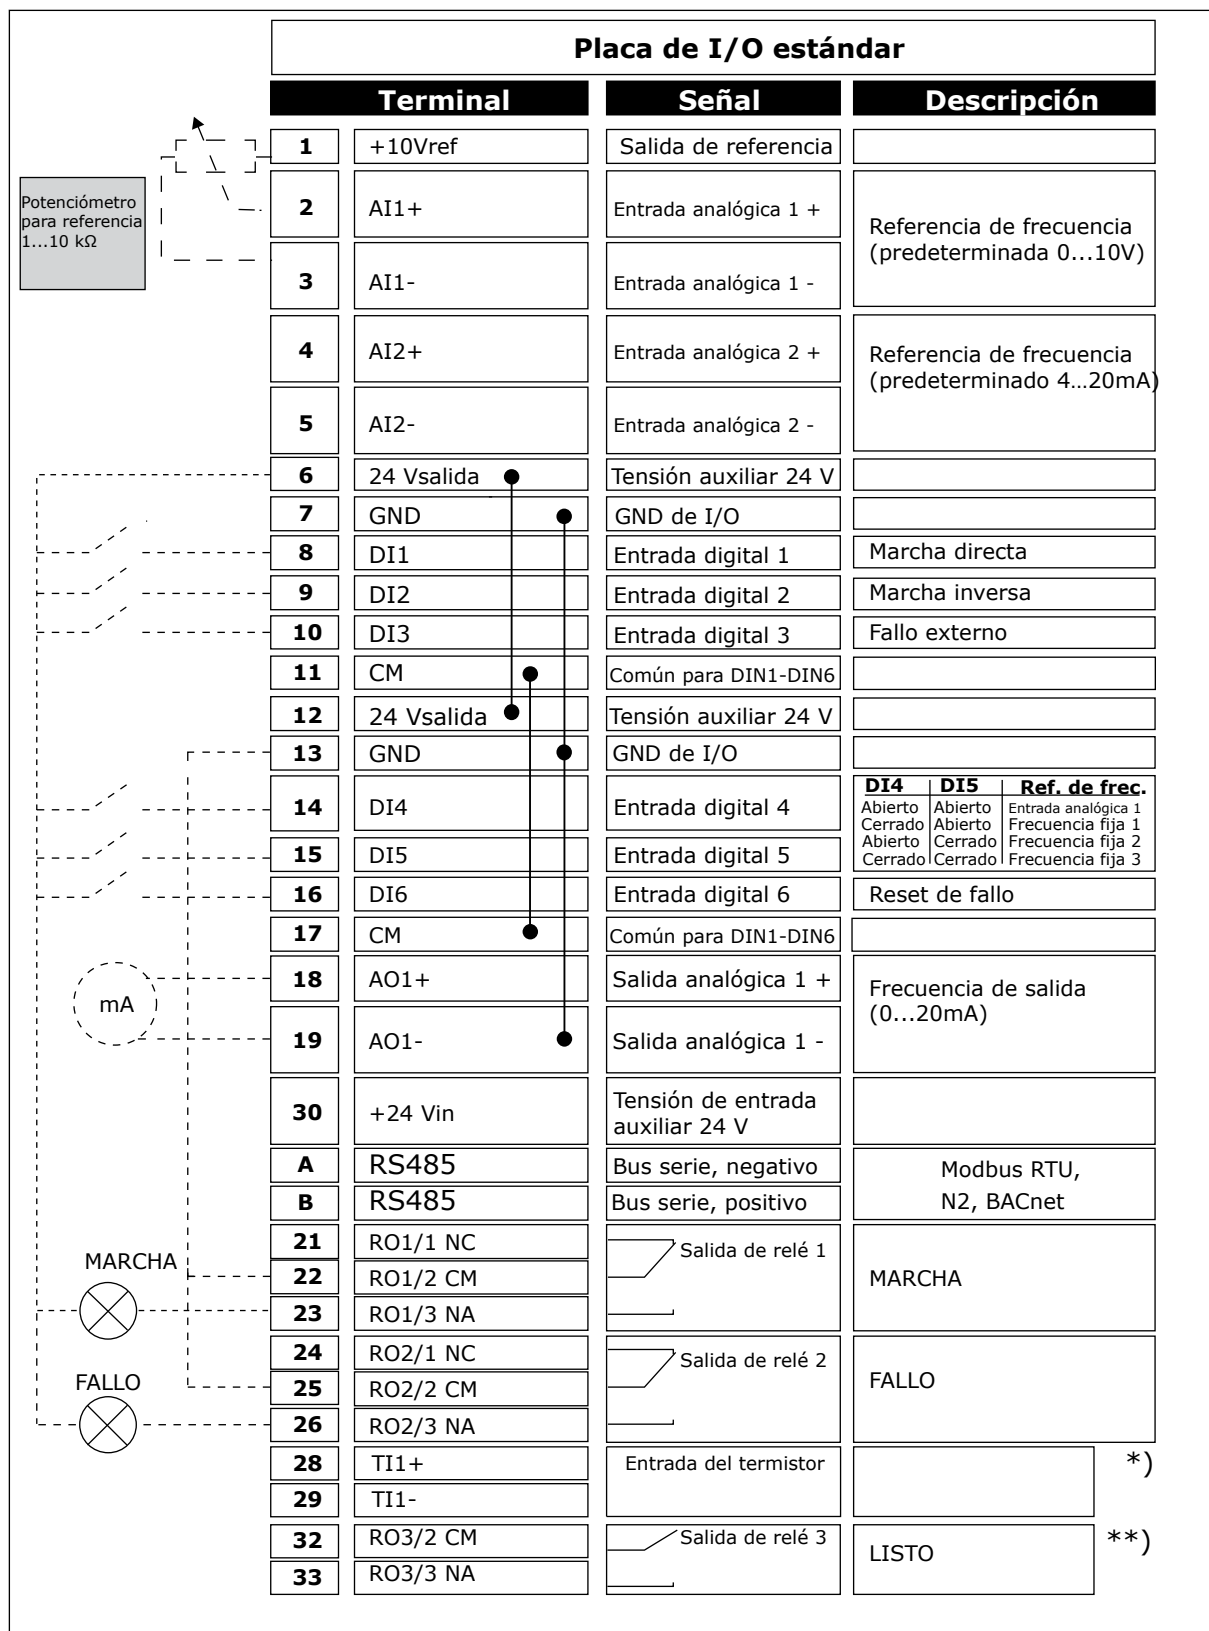 Placa de I/O estándar
Terminal Señal Descripción
1 +10Vref Salida de referencia
Potenciómetro
para referencia
1...10 kΩ
2 AI1+ Entrada analógica 1 +
Referencia de frecuencia
(predeterminada 0...10V)
3 AI1- Entrada analógica 1 -
4 AI2+ Entrada analógica 2 +
Referencia de frecuencia
(predeterminado 4...20mA)
5 AI2- Entrada analógica 2 -
6 24 Vsalida Tensión auxiliar 24 V
7 GND GND de I/O
8 DI1 Entrada digital 1 Marcha directa
9 DI2 Entrada digital 2 Marcha inversa
10 DI3 Entrada digital 3 Fallo externo
11 CM Común para DIN1-DIN6
12 24 Vsalida Tensión auxiliar 24 V
13 GND GND de I/O
14 DI4 Entrada digital 4
DI4 DI5 Ref. de frec.
Abierto Abierto Entrada analógica 1
Cerrado Abierto Frecuencia fija 1
Abierto Cerrado Frecuencia fija 2
Cerrado Cerrado Frecuencia fija 3
15 DI5 Entrada digital 5
16 DI6 Entrada digital 6 Reset de fallo
17 CM Común para DIN1-DIN6
18 AO1+ Salida analógica 1 +
Frecuencia de salida
(0...20mA)
mA
19 AO1- Salida analógica 1 -
30 +24 Vin Tensión de entrada
auxiliar 24 V
A RS485 Bus serie, negativo
Modbus RTU,
N2, BACnet
B RS485 Bus serie, positivo
21 RO1/1 NC Salida de relé 1
MARCHA
22 RO1/2 CM MARCHA
23 RO1/3 NA
24 RO2/1 NC Salida de relé 2
FALLO
25 RO2/2 CM FALLO
26 RO2/3 NA
28 TI1+ Entrada del termistor *)
29 TI1-
32 RO3/2 CM Salida de relé 3 LISTO **)
33 RO3/3 NA